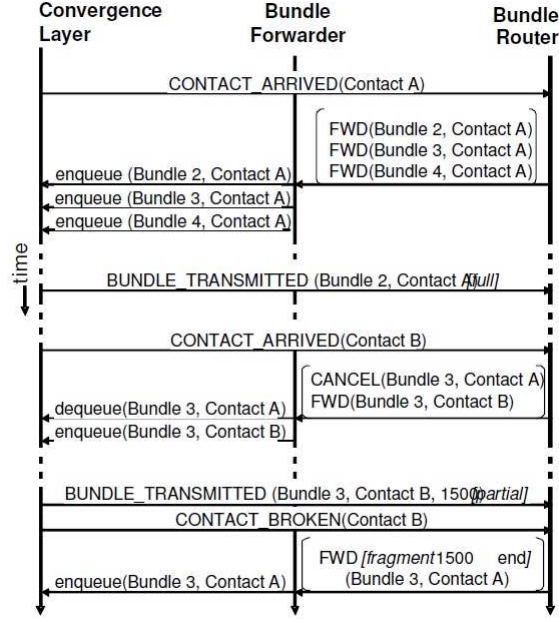 Convergence Layer
Bundle Forwarder
Bundle Router
CONTACT_ARRIVED(Contact A)
FWD(Bundle 2, Contact A)
FWD(Bundle 3, Contact A)
FWD(Bundle 4, Contact A)
enqueue (Bundle 2, Contact A)
enqueue (Bundle 3, Contact A)
enqueue (Bundle 4, Contact A)
time
BUNDLE_TRANSMITTED (Bundle 2, Contact A)[full]
CONTACT_ARRIVED(Contact B)
CANCEL(Bundle 3, Contact A)
FWD(Bundle 3, Contact B)
dequeue(Bundle 3, Contact A)
enqueue(Bundle 3, Contact B)
BUNDLE_TRANSMITTED (Bundle 3, Contact B, 1500)[partial]
CONTACT_BROKEN(Contact B)
FWD [fragment1500 end]
(Bundle 3, Contact A)
enqueue(Bundle 3, Contact A)